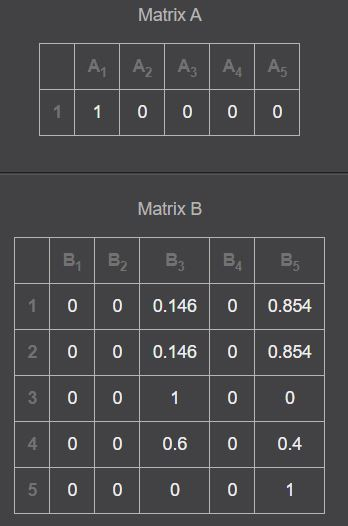 Matrix A
A₁ A₂ A₃ A₄ A₅
1 1 0 0 0 0
Matrix B
B₁ B₂ B₃ B₄ B₅
1 0 0 0.146 0 0.854
2 0 0 0.146 0 0.854
3 0 0 1 0 0
4 0 0 0.6 0 0.4
5 0 0 0 0 1